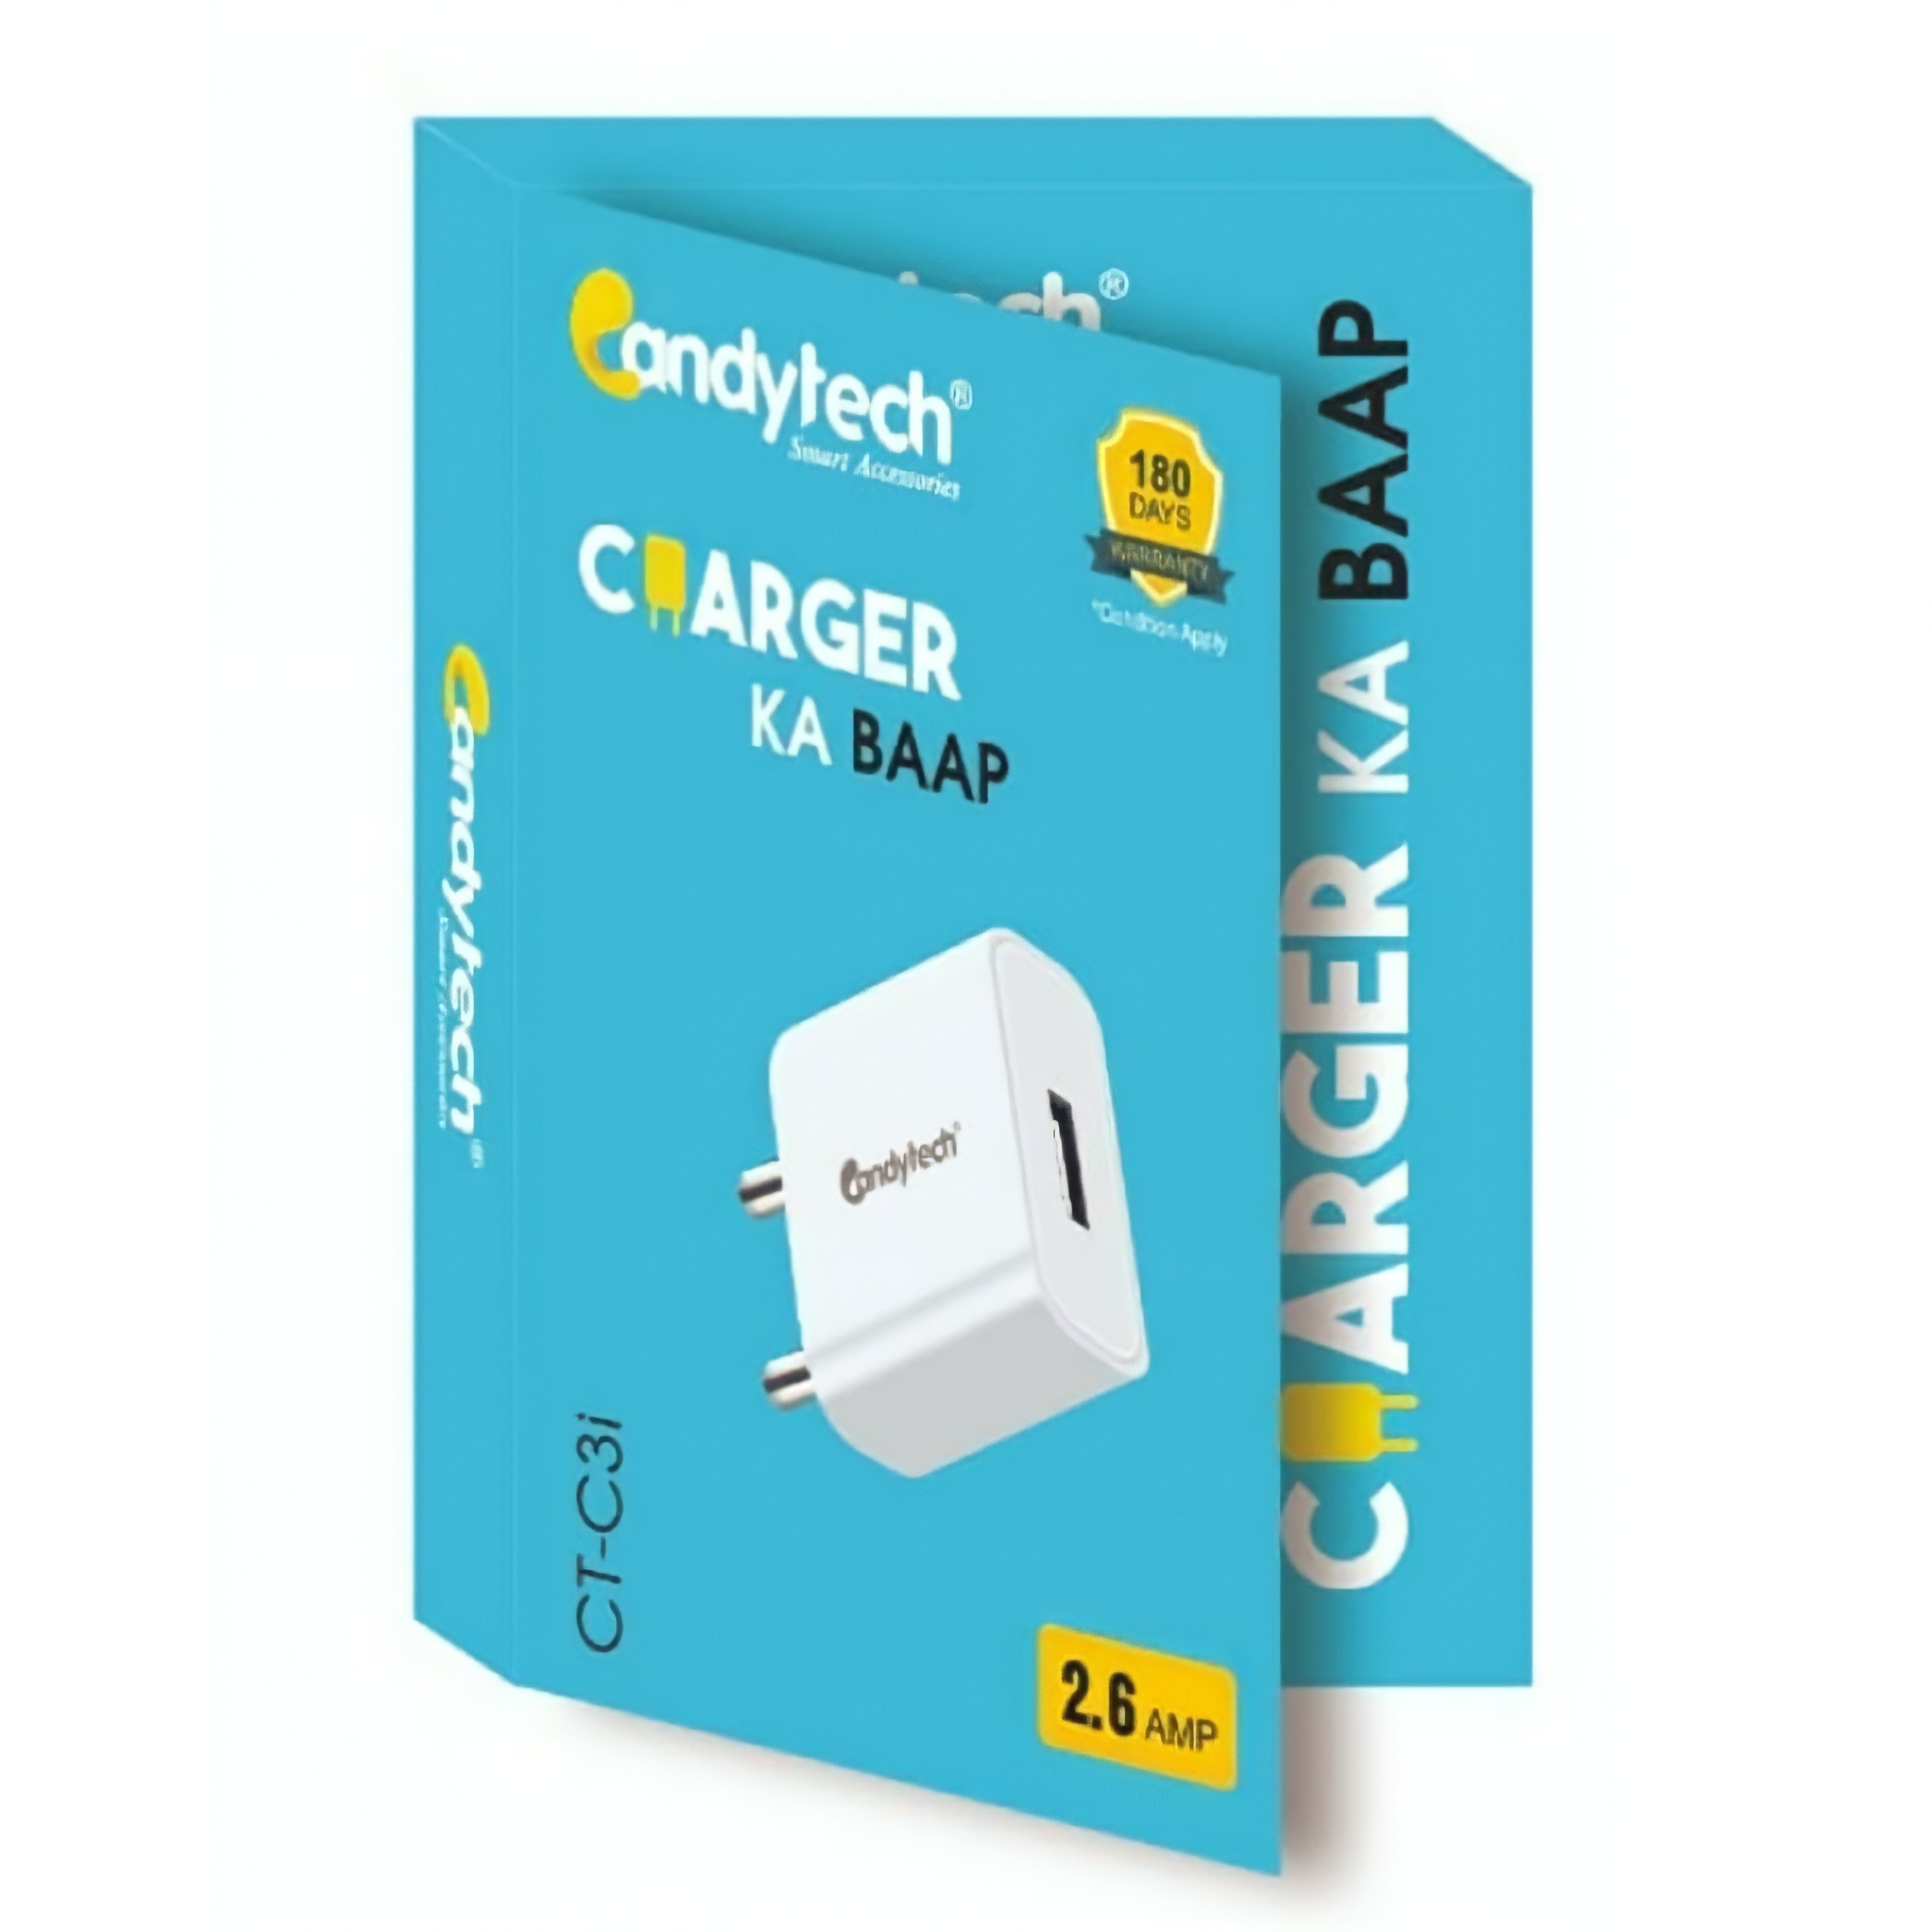 Candytech®
Smart Accessories
180
DAYS
WARRANTY
*Condition Apply
CHARGER
KA BAAP
Candytech®
CT-C3i
2.6 AMP
Candytech®
ch®
CHARGER KA BAAP